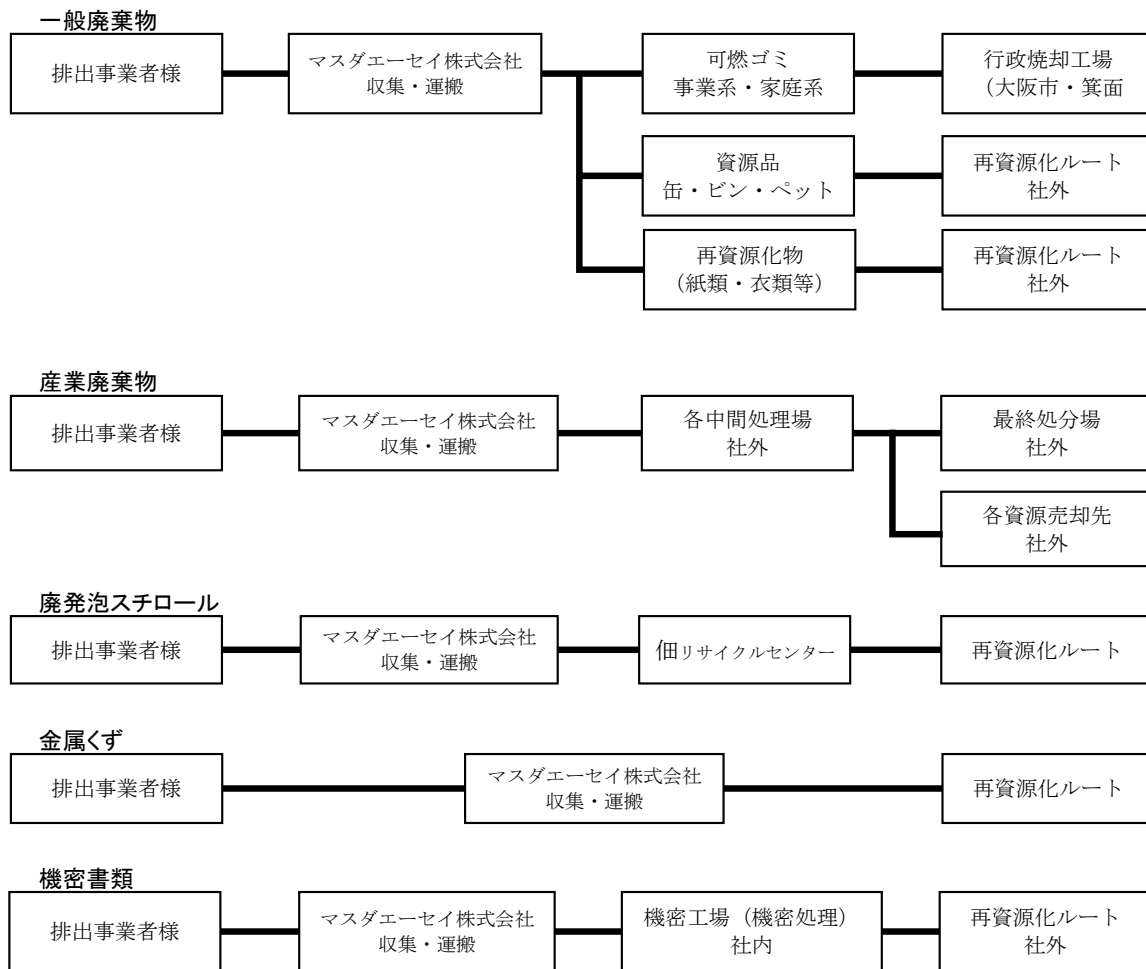 一般廃棄物
排出事業者様
マスダエーセイ株式会社
収集・運搬
可燃ゴミ
事業系・家庭系
行政焼却工場
（大阪市・箕面
資源品
缶・ビン・ペット
再資源化ルート
社外
再資源化物
（紙類・衣類等）
再資源化ルート
社外
産業廃棄物
排出事業者様
マスダエーセイ株式会社
収集・運搬
各中間処理場
社外
最終処分場
社外
各資源売却先
社外
廃発泡スチロール
排出事業者様
マスダエーセイ株式会社
収集・運搬
佃リサイクルセンター
再資源化ルート
金属くず
排出事業者様
マスダエーセイ株式会社
収集・運搬
再資源化ルート
機密書類
排出事業者様
マスダエーセイ株式会社
収集・運搬
機密工場（機密処理）
社内
再資源化ルート
社外